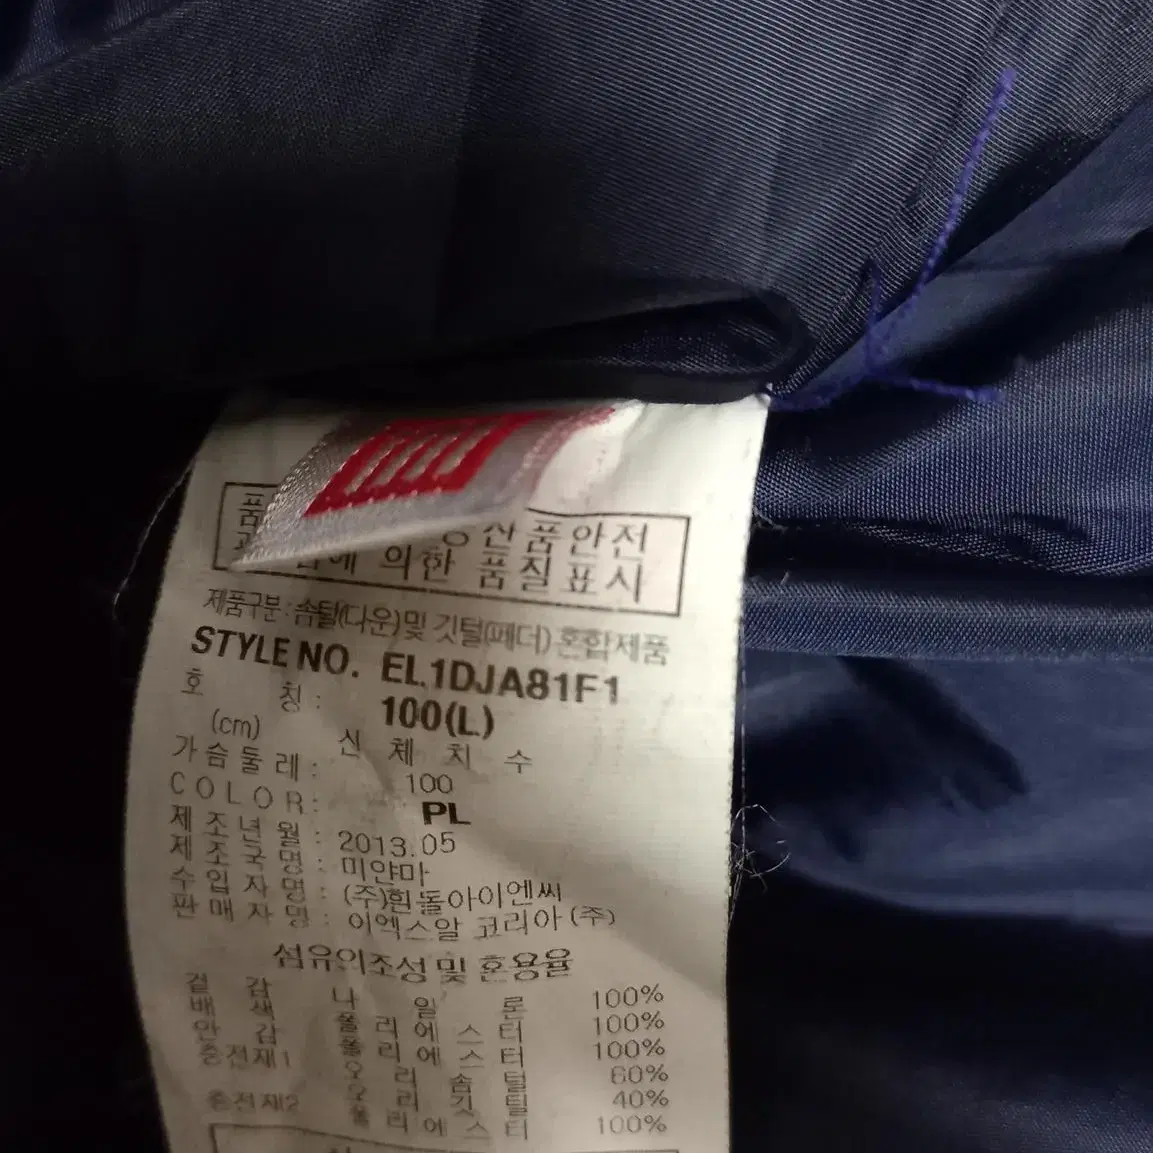 산품안전
의한 품질표시
제품구분 : 솜털(다운)및 깃털(페더) 혼합제품
STYLE NO. EL1DJA81F1
호 칭 : 100(L)
(cm) 신 체 치 수
가 슴 둘 레 : 100
C O L O R : PL
제 조 년 월 : 2013.05
제 조 국 명 : 미얀마
수 입 자 명 : (주)흰돌아이엔씨
판 매 자 명 : 이엑스알 코리아 (주)
섬유의조성 및 혼용율
겉 감 나 일 론 100%
배 색 폴 리 에 스 터 100%
안 감 폴 리 에 스 터 100%
충전재1 오 리 솜 털 60%
오 리 깃 털 40%
충전재2 폴 리 에 스 터 100%